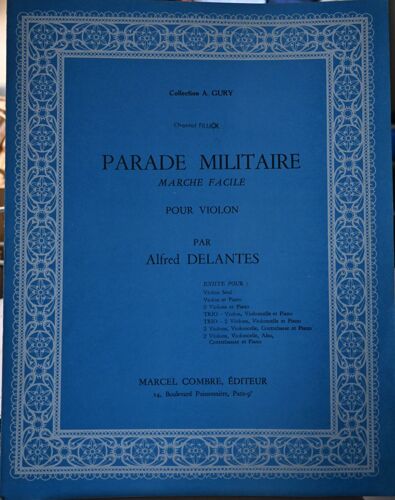 Collection A. GURY
Chantal
PARADE MILITAIRE
MARCHE FACILE
POUR VIOLON
PAR
Alfred DELANTES
EXISTE POUR :
Violon Seul
Violon et Piano
2 Violons et Piano
TRIO - Violon, Violoncelle et Piano
TRIO - 2 Violons, Violoncelle et Piano
2 Violons, Violoncelle, Contrebasse et Piano
2 Violons, Violoncelle, Alto,
Contrebasse et Piano
MARCEL COMBRE, ÉDITEUR
14, Boulevard Poissonnière, Paris-9e